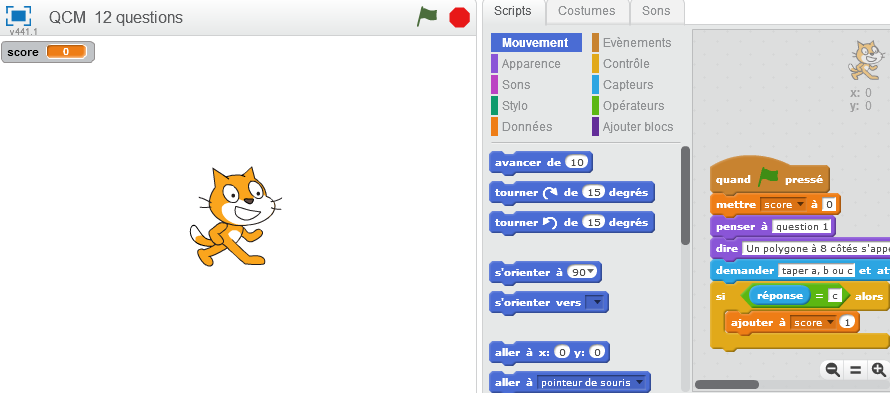 QCM 12 questions
v441.1
score 0
Scripts
Costumes
Sons
Mouvement
Apparence
Sons
Stylo
Données
Evènements
Contrôle
Capteurs
Opérateurs
Ajouter blocs
avancer de 10
tourner de 15 degrés
tourner de 15 degrés
s'orienter à 90
s'orienter vers
aller à x: 0 y: 0
aller à pointeur de souris
x: 0
y: 0
quand pressé
mettre score à 0
penser à question 1
dire Un polygone à 8 côtés s'appe
demander taper a, b ou c et att
si réponse = c alors
ajouter à score 1